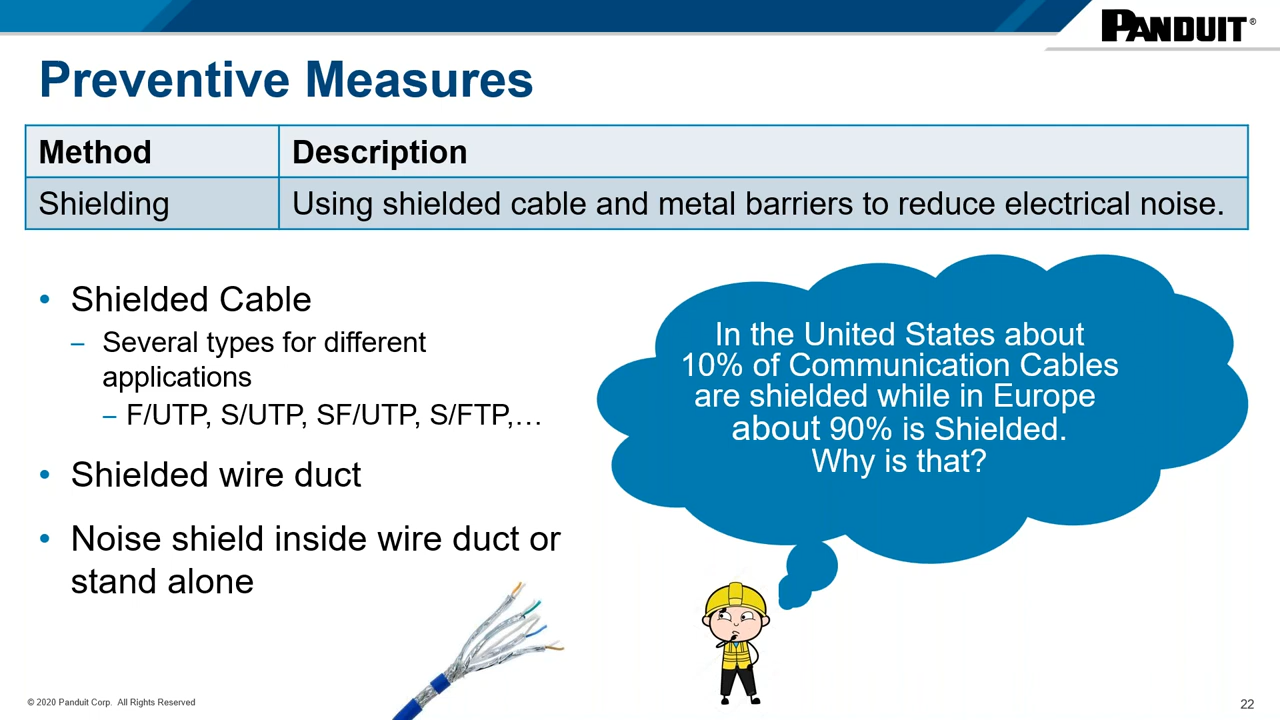 PANDUIT®
Preventive Measures
Method Description
Shielding Using shielded cable and metal barriers to reduce electrical noise.
• Shielded Cable
– Several types for different
applications
– F/UTP, S/UTP, SF/UTP, S/FTP,…
• Shielded wire duct
• Noise shield inside wire duct or
stand alone
In the United States about
10% of Communication Cables
are shielded while in Europe
about 90% is Shielded.
Why is that?
© 2020 Panduit Corp. All Rights Reserved
22